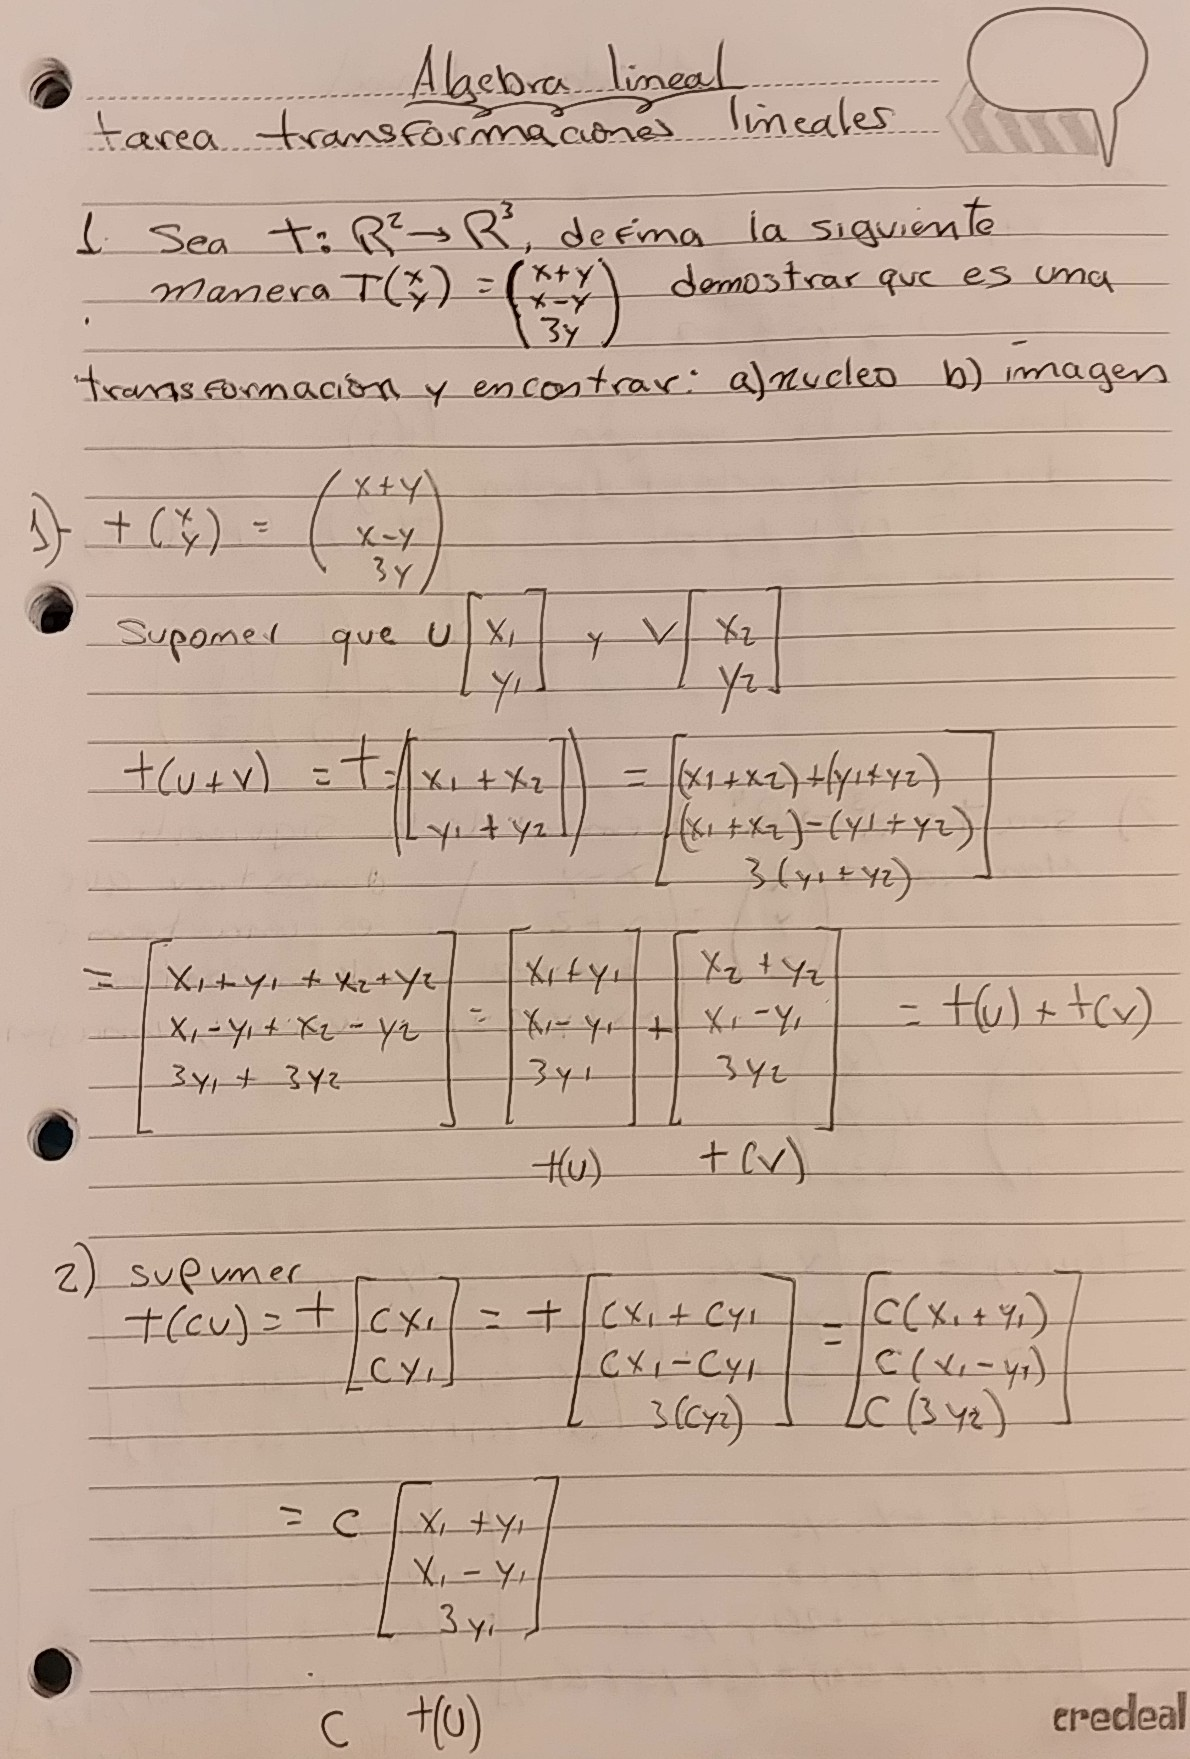 Algebra lineal
tarea transformaciones lineales
1. Sea t: R² → R³, defina la siguiente
manera T(x y) = (x+y x-y 3y) demostrar que es una
transformación y encontrar: a) nucleo b) imagen
1) t(x y) = (x+y x-y 3y)
Suponer que U [x₁ y₁] y V [x₂ y₂]
t(u+v) = t=([x₁+x₂ y₁+y₂]) = [(x₁+x₂)+(y₁+y₂) (x₁+x₂)-(y₁+y₂) 3(y₁+y₂)]
= [x₁+y₁+x₂+y₂ x₁-y₁+x₂-y₂ 3y₁+3y₂] = [x₁+y₁ x₁-y₁ 3y₁] + [x₂+y₂ x₁-y₁ 3y₂] = t(u)+t(v)
t(u) t(v)
2) supumer
t(cu) = t [cx₁ cy₁] = t [cx₁+cy₁ cx₁-cy₁ 3(cy₂)] = [c(x₁+y₁) c(x₁-y₁) c(3y₂)]
= c [x₁+y₁ x₁-y₁ 3y₁]
c t(u)
credeal